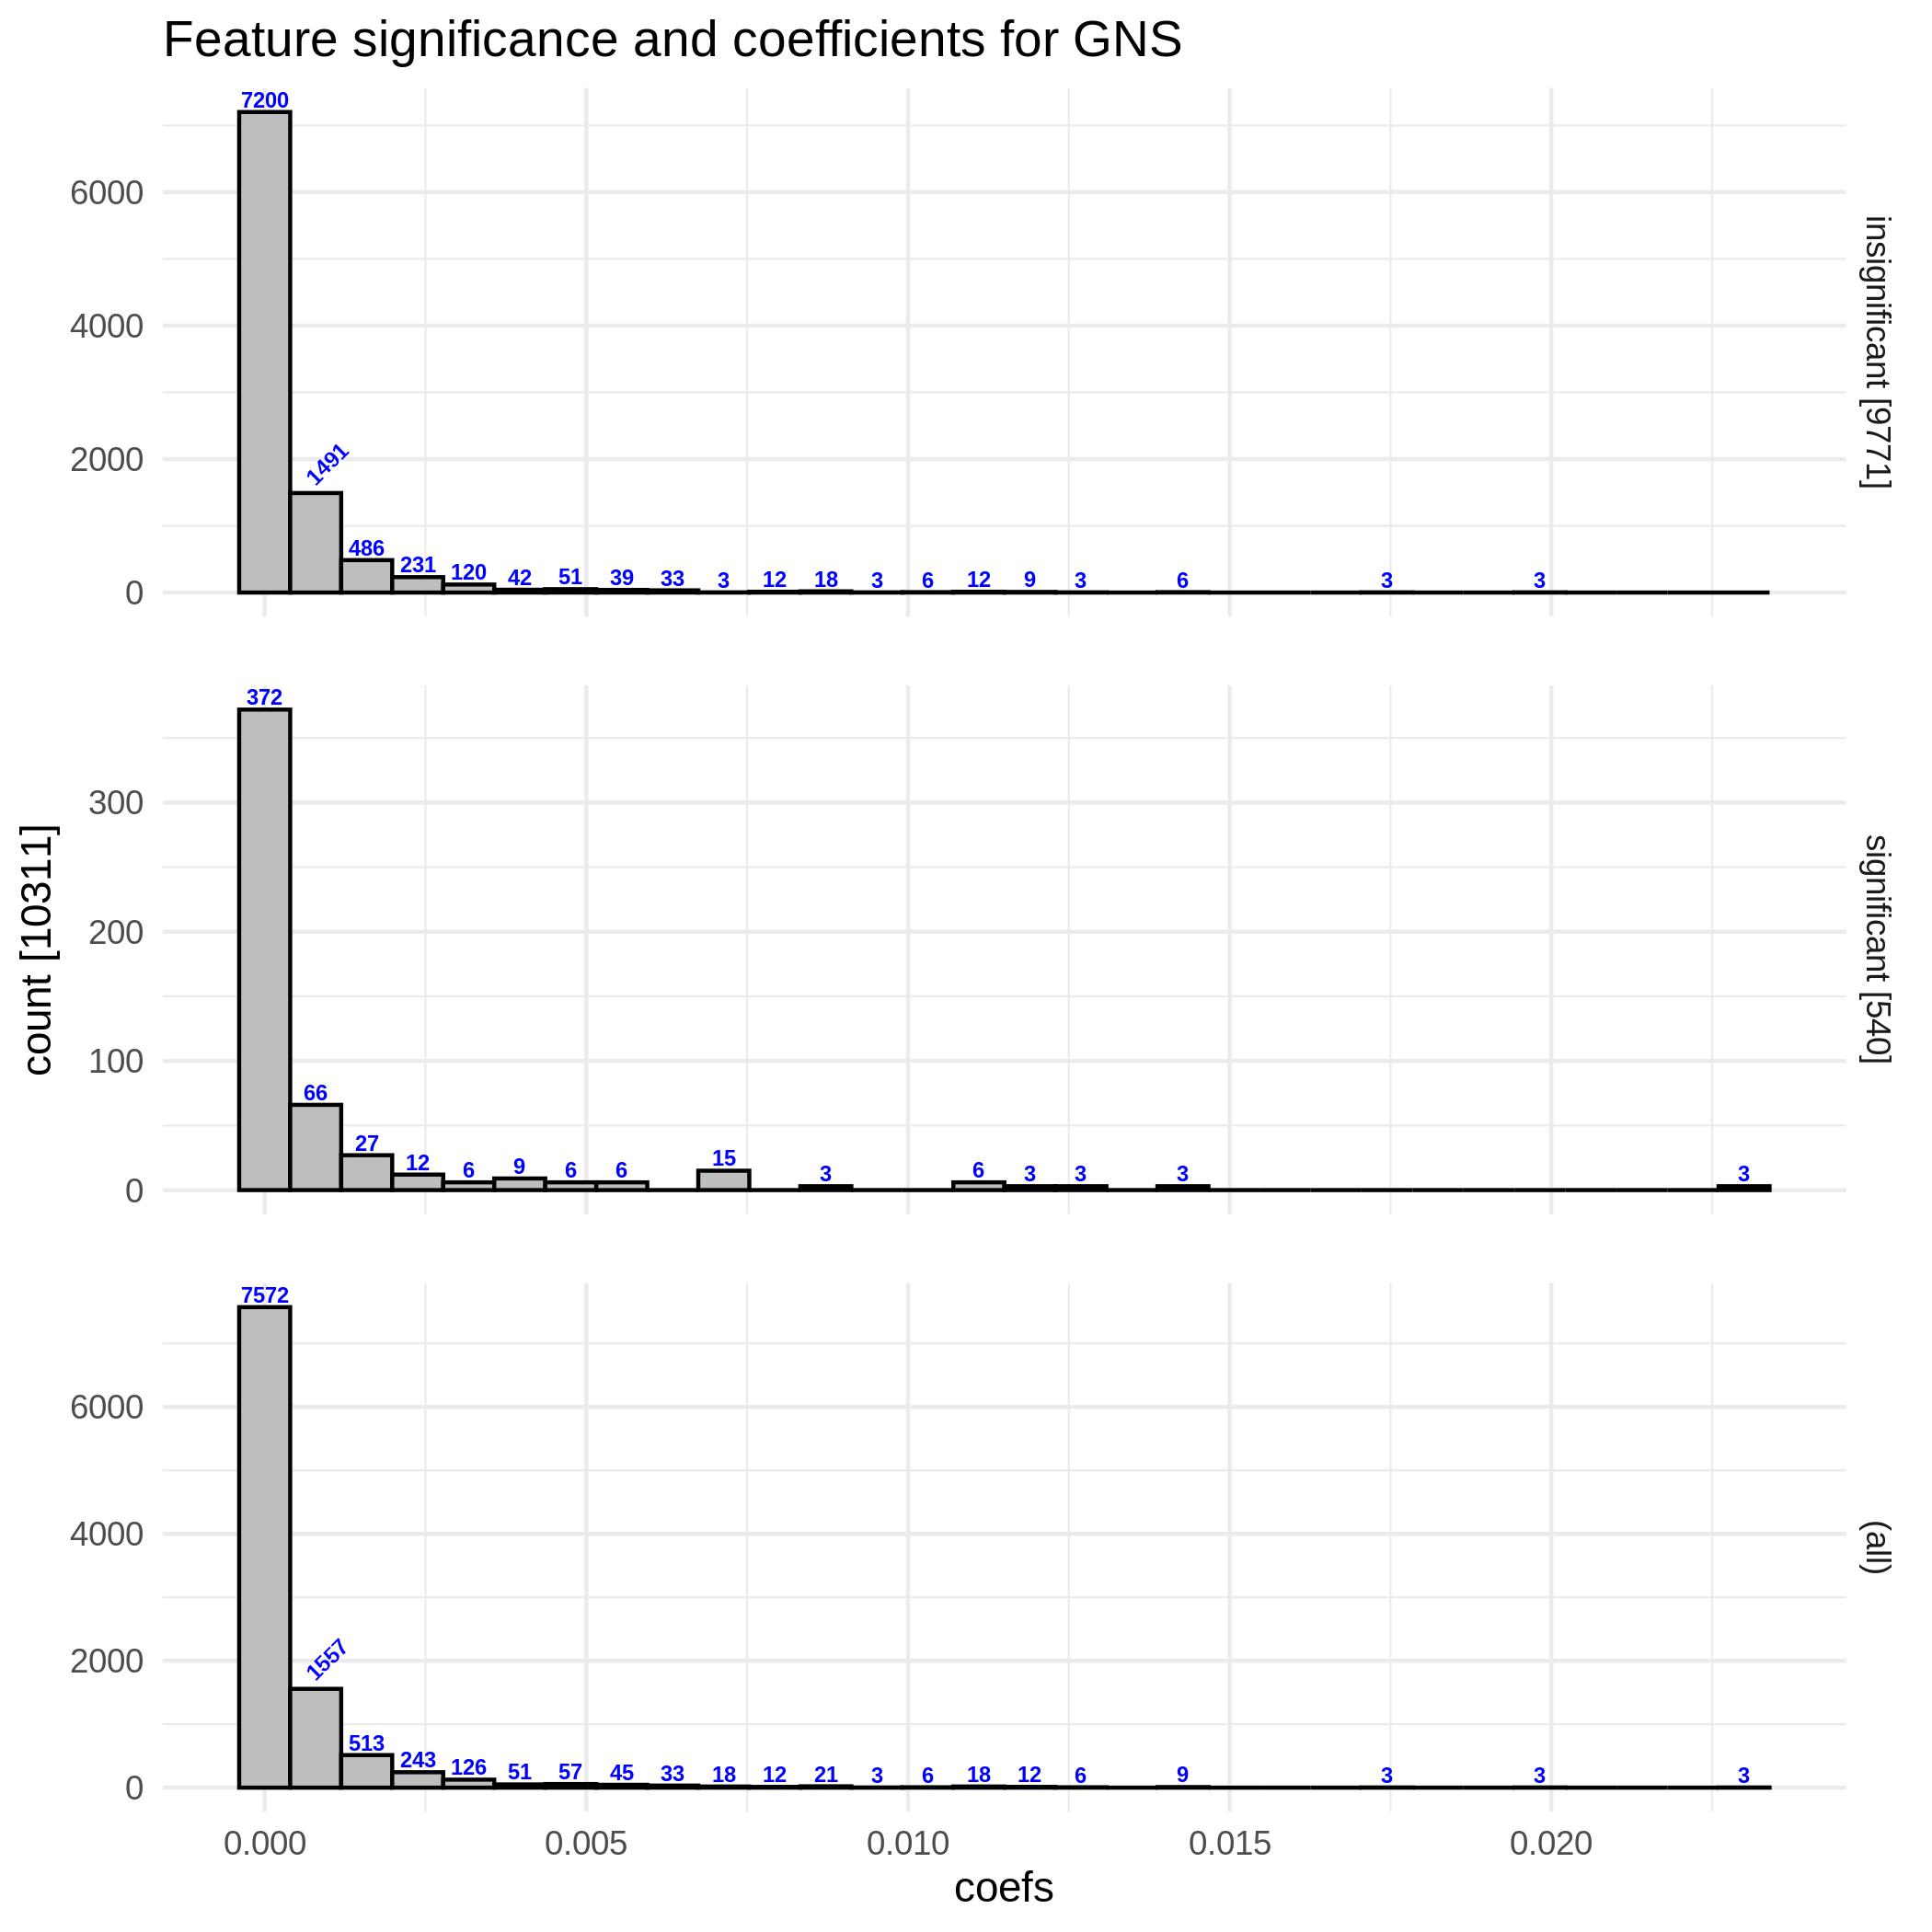 Feature significance and coefficients for GNS
7200
6000
4000
2000
0
1491
486 231 120 42 51 39 33 3 12 18 3 6 12 9 3 6 3 3
insignificant [9771]
372
300
200
100
0
66
27 12 6 9 6 6 15 3 6 3 3 3 3
significant [540]
count [10311]
7572
6000
4000
2000
0
1557
513 243 126 51 57 45 33 18 12 21 3 6 18 12 6 9 3 3 3
(all)
0.000 0.005 0.010 0.015 0.020
coefs